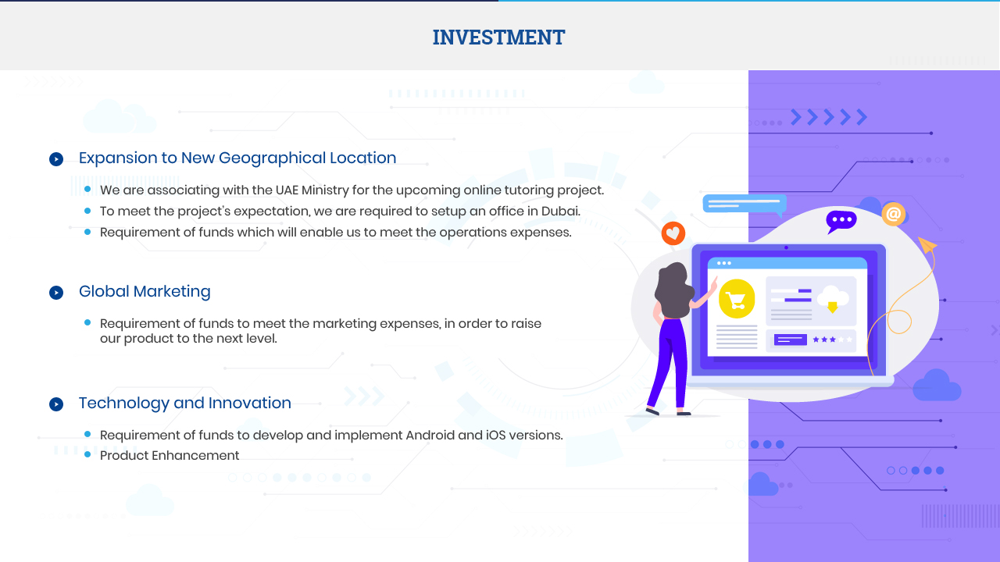 INVESTMENT
Expansion to New Geographical Location
We are associating with the UAE Ministry for the upcoming online tutoring project.
To meet the project's expectation, we are required to setup an office in Dubai.
Requirement of funds which will enable us to meet the operations expenses.
Global Marketing
Requirement of funds to meet the marketing expenses, in order to raise
our product to the next level.
Technology and Innovation
Requirement of funds to develop and implement Android and iOS versions.
Product Enhancement
@